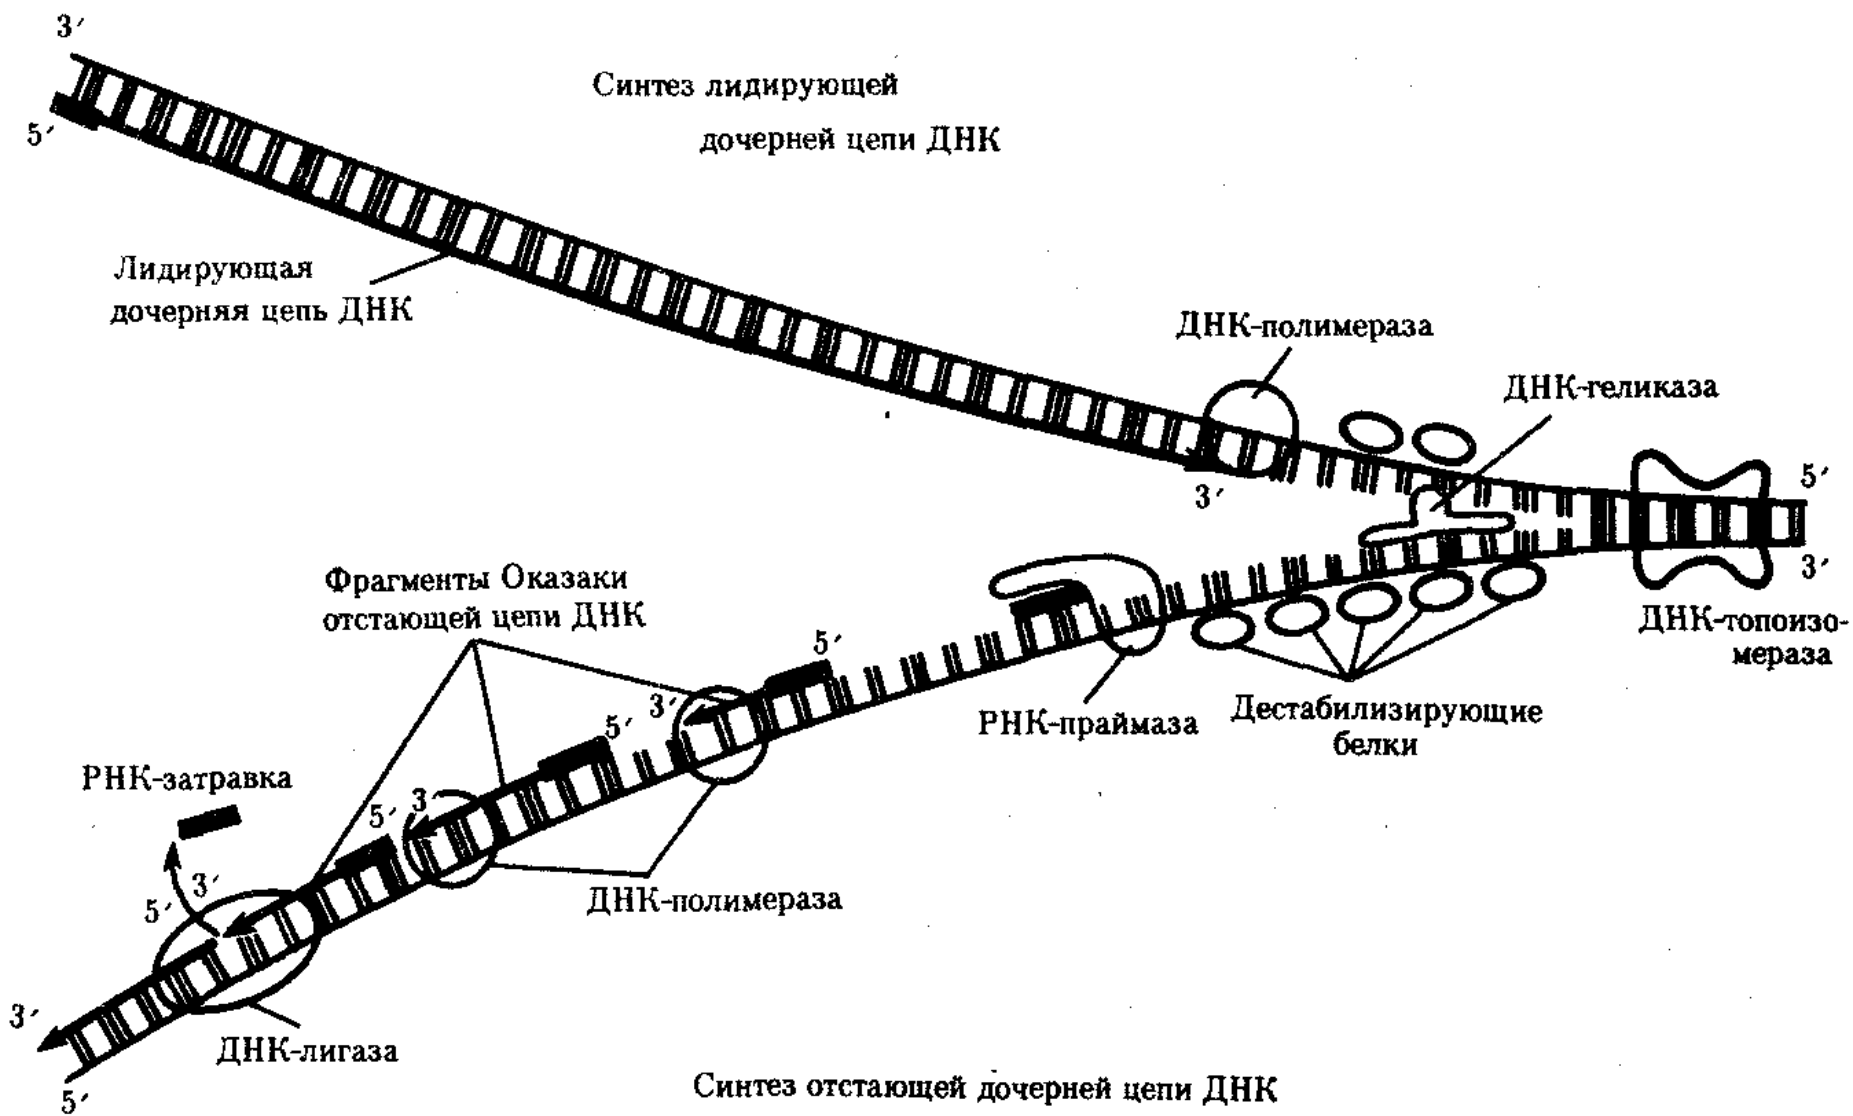 3′
Синтез лидирующей
дочерней цепи ДНК
5′
Лидирующая
дочерняя цепь ДНК
ДНК-полимераза
ДНК-геликаза
3′
5′
3′
Фрагменты Оказаки
отстающей цепи ДНК
ДНК-топоизо-
мераза
5′
3′
РНК-праймаза
Дестабилизирующие
белки
5′
РНК-затравка
3′
5′
ДНК-полимераза
3′
5′
3′
ДНК-лигаза
5′
Синтез отстающей дочерней цепи ДНК